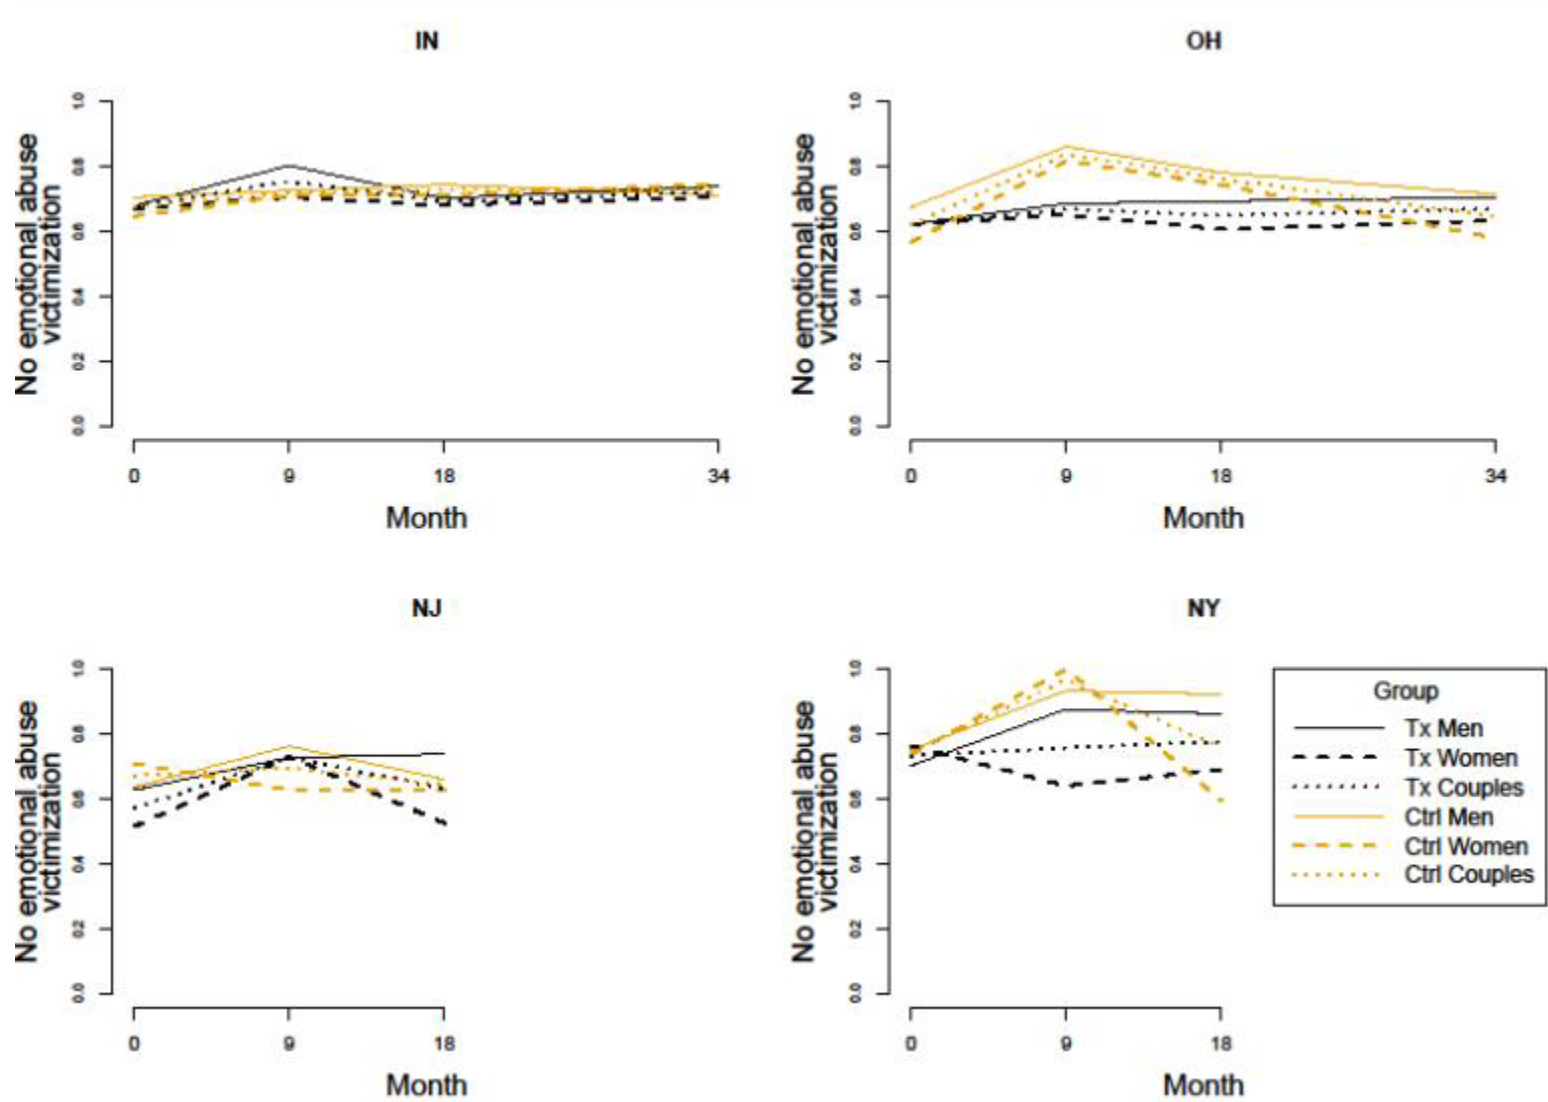 IN
No emotional abuse
victimization
1.0
0.8
0.6
0.4
0.2
0.0
0 9 18 34
Month
OH
No emotional abuse
victimization
1.0
0.8
0.6
0.4
0.2
0.0
0 9 18 34
Month
NJ
No emotional abuse
victimization
1.0
0.8
0.6
0.4
0.2
0.0
0 9 18
Month
NY
No emotional abuse
victimization
1.0
0.8
0.6
0.4
0.2
0.0
0 9 18
Month
Group
Tx Men
Tx Women
Tx Couples
Ctrl Men
Ctrl Women
Ctrl Couples